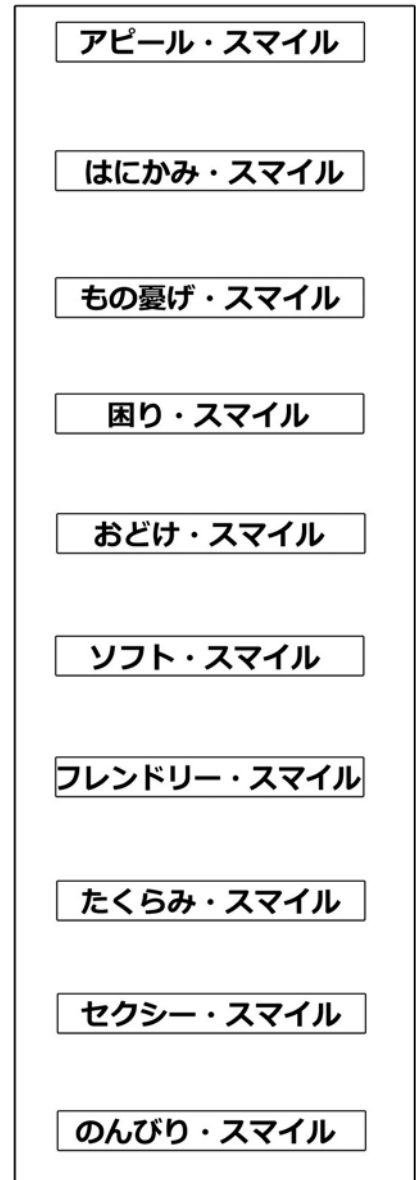 アピール・スマイル
はにかみ・スマイル
もの憂げ・スマイル
困り・スマイル
おどけ・スマイル
ソフト・スマイル
フレンドリー・スマイル
たくらみ・スマイル
セクシー・スマイル
のんびり・スマイル